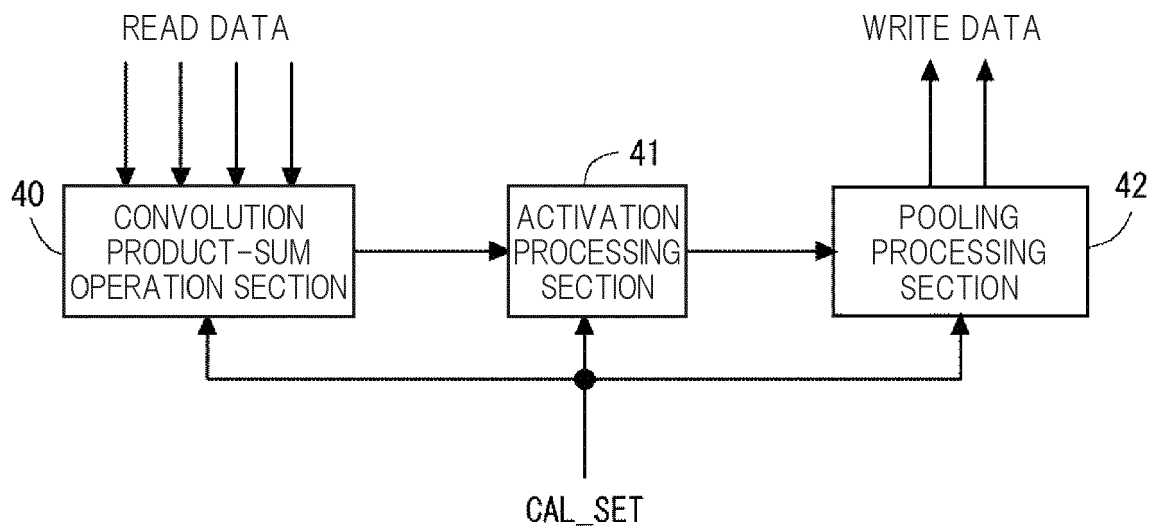 READ DATA
WRITE DATA
40
CONVOLUTION
PRODUCT-SUM
OPERATION SECTION
41
ACTIVATION
PROCESSING
SECTION
42
POOLING
PROCESSING
SECTION
CAL_SET